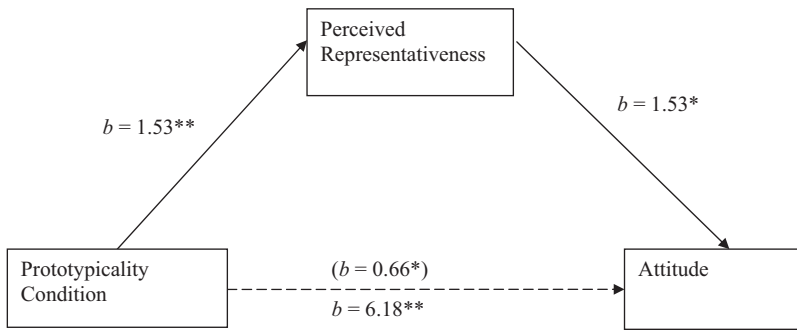 Perceived
Representativeness
b = 1.53**
b = 1.53*
Prototypicality
Condition
(b = 0.66*)
b = 6.18**
Attitude